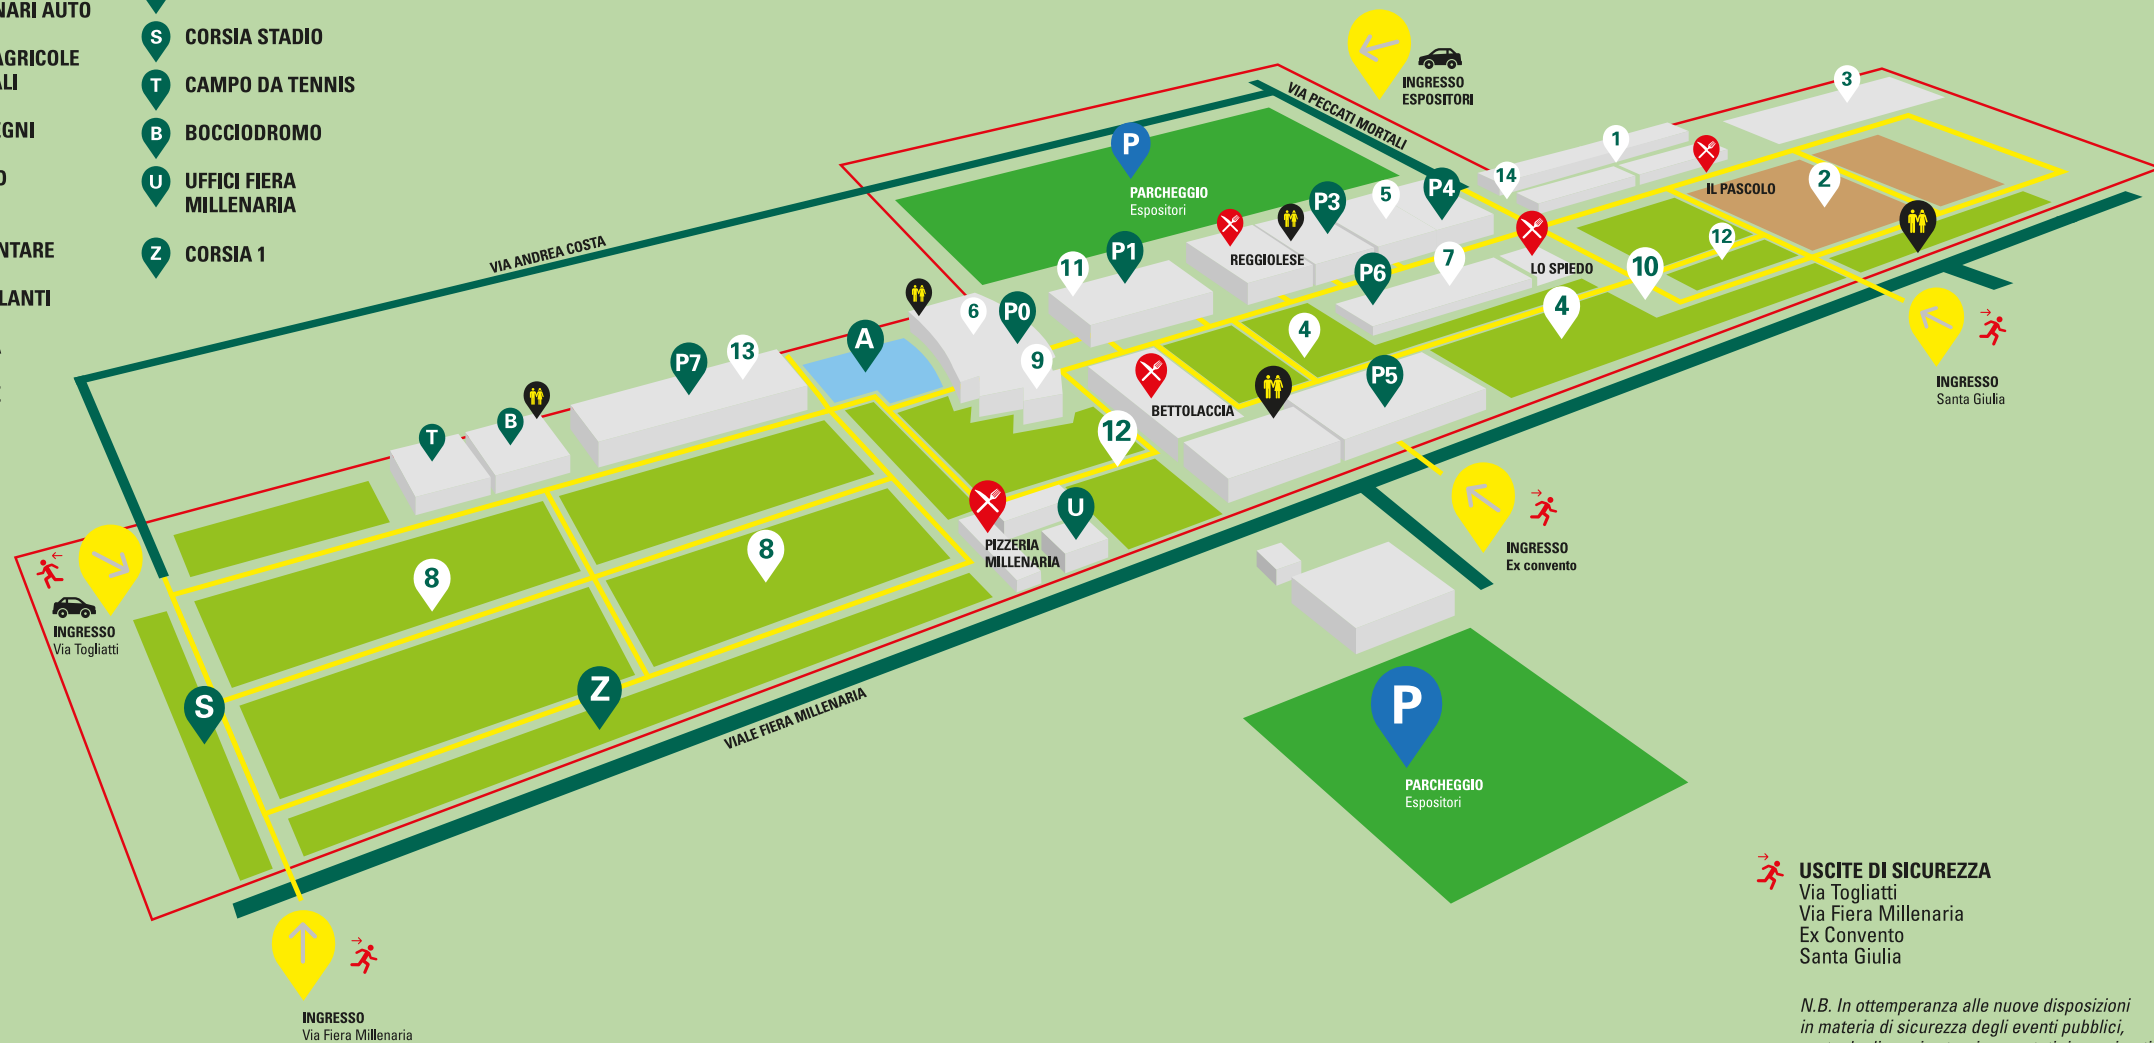 NARI AUTO
AGRICOLE
ALI
EGNI
O
NTARE
LANTI
S CORSIA STADIO
T CAMPO DA TENNIS
B BOCCIODROMO
U UFFICI FIERA
MILLENARIA
Z CORSIA 1
VIA ANDREA COSTA
VIA PECCATI MORTALI
INGRESSO
ESPOSITORI
P
PARCHEGGIO
Espositori
3
1
14
IL PASCOLO
2
5
P4
P3
REGGIOLESE
P1
11
12
7
LO SPIEDO
10
P6
4
4
6
P0
9
A
13
P7
BETTOLACCIA
P5
12
B
T
INGRESSO
Santa Giulia
U
PIZZERIA
MILLENARIA
INGRESSO
Ex convento
8
8
INGRESSO
Via Togliatti
S
Z
VIALE FIERA MILLENARIA
P
PARCHEGGIO
Espositori
INGRESSO
Via Fiera Millenaria
USCITE DI SICUREZZA
Via Togliatti
Via Fiera Millenaria
Ex Convento
Santa Giulia
N.B. In ottemperanza alle nuove disposizioni
in materia di sicurezza degli eventi pubblici,